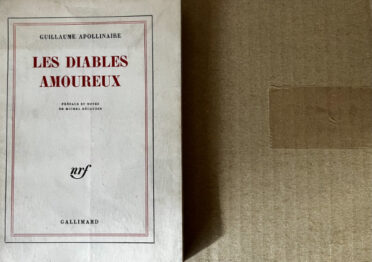 GUILLAUME APOLLINAIRE
LES DIABLES
AMOUREUX
PRÉFACE ET NOTES
DE MICHEL DÉCAUDIN
nrf
GALLIMARD